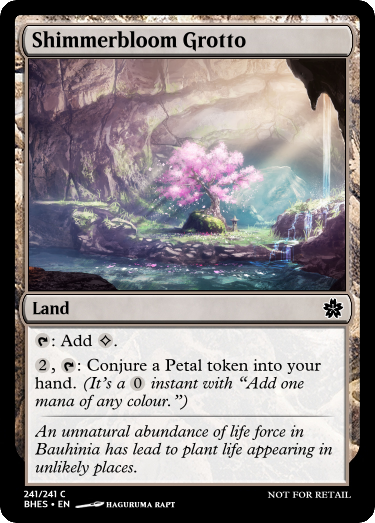 Shimmerbloom Grotto
Land
: Add .
2, : Conjure a Petal token into your
hand. (It's a 0 instant with “Add one
mana of any colour.”)
An unnatural abundance of life force in
Bauhinia has lead to plant life appearing in
unlikely places.
241/241 C
BHES • EN HAGURUMA RAPT
NOT FOR RETAIL